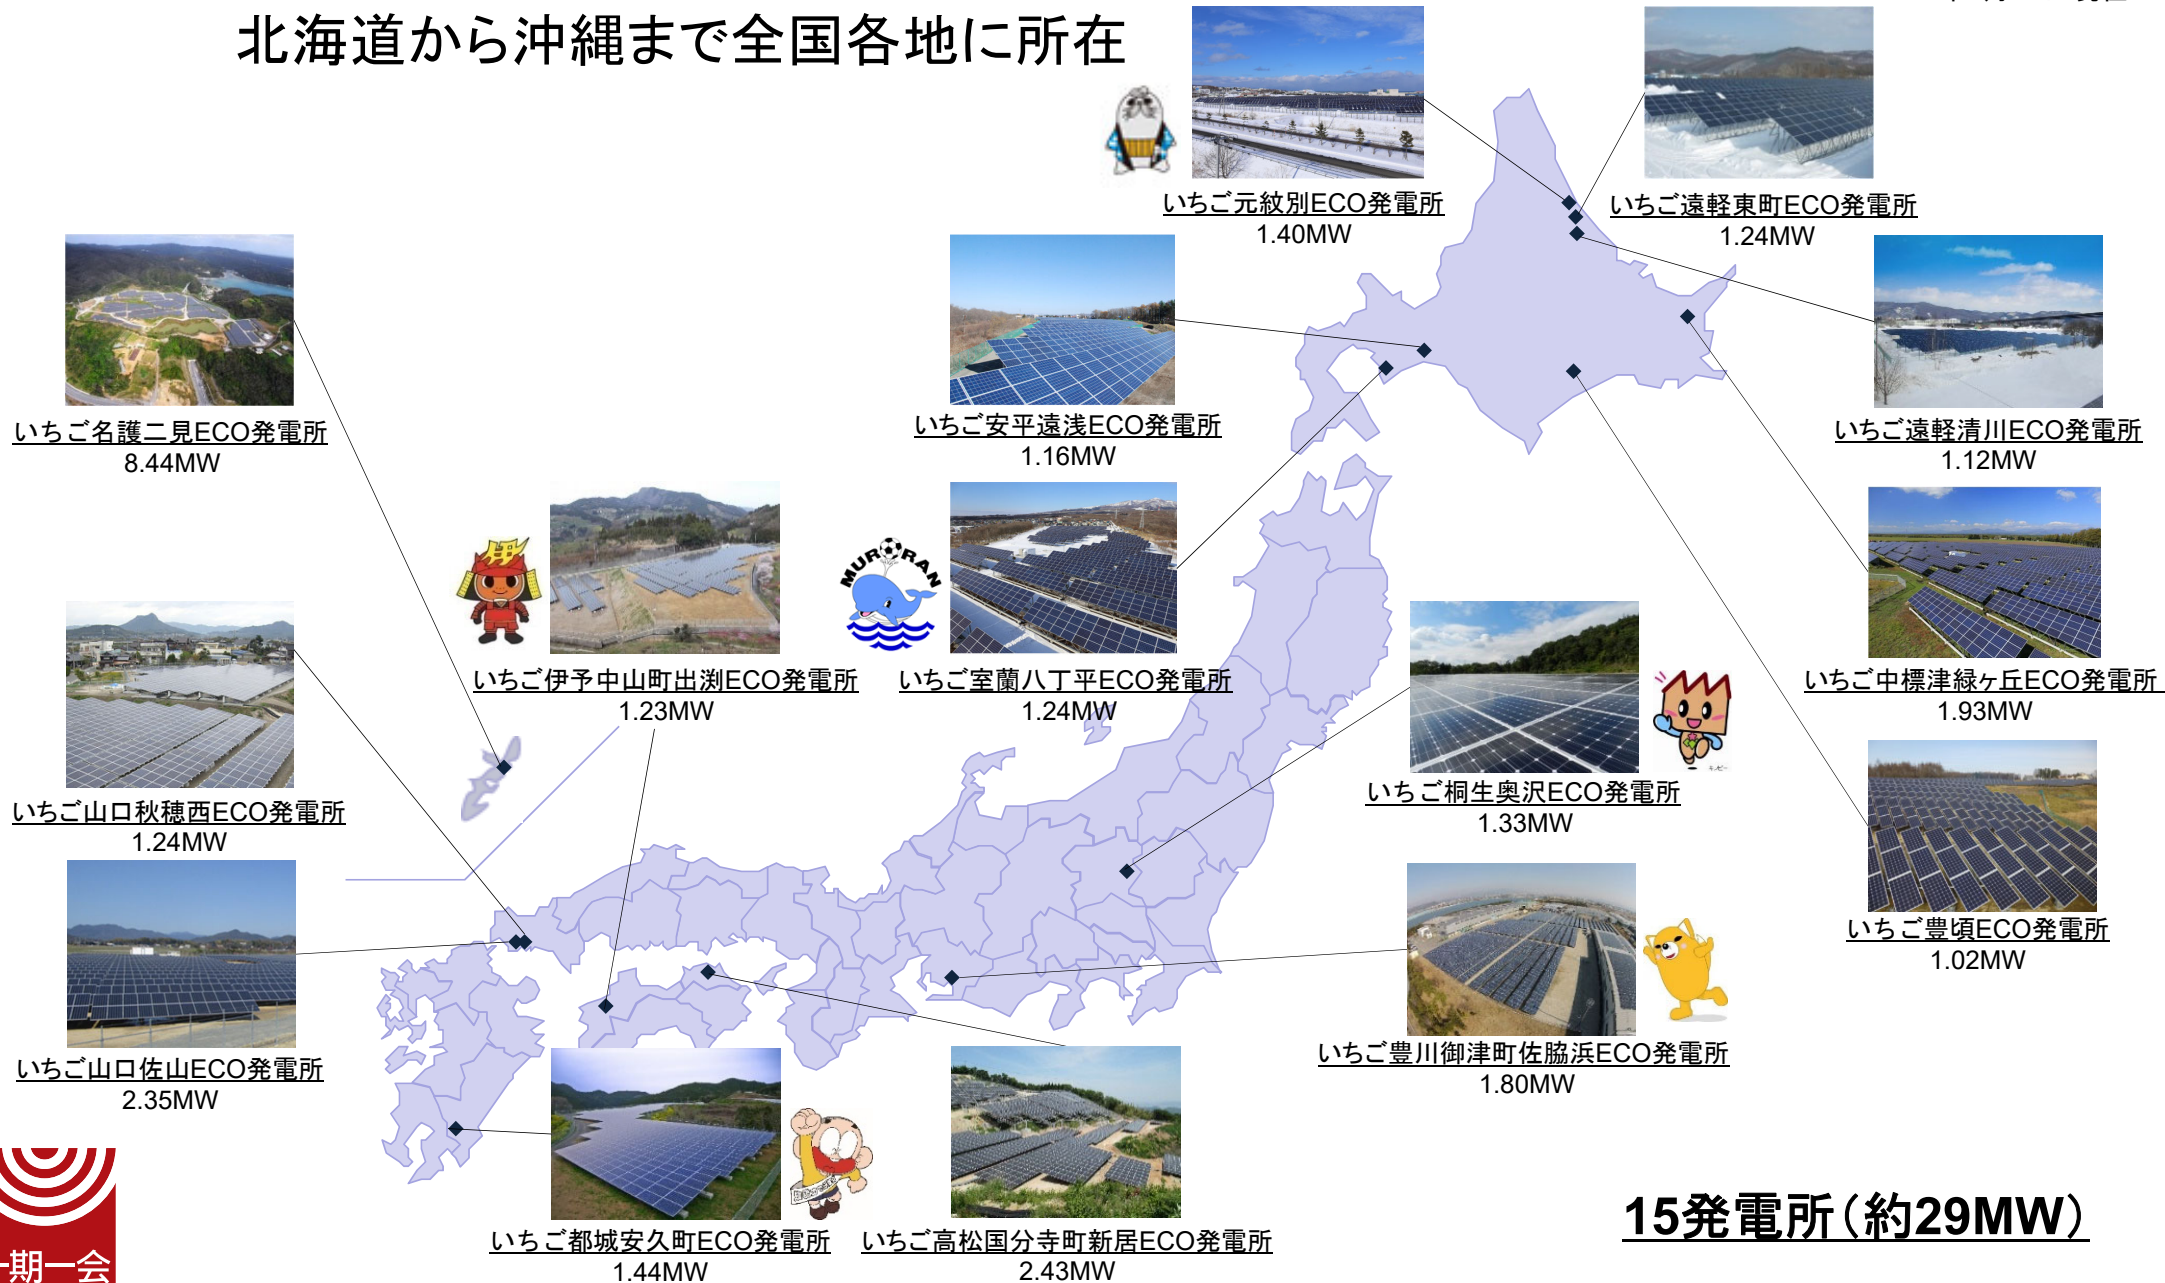 北海道から沖縄まで全国各地に所在
いちご元紋別ECO発電所
1.40MW
いちご遠軽東町ECO発電所
1.24MW
いちご名護二見ECO発電所
8.44MW
いちご安平遠浅ECO発電所
1.16MW
いちご遠軽清川ECO発電所
1.12MW
MURORAN
いちご伊予中山町出渕ECO発電所
1.23MW
いちご室蘭八丁平ECO発電所
1.24MW
いちご中標津緑ヶ丘ECO発電所
1.93MW
いちご山口秋穂西ECO発電所
1.24MW
いちご桐生奥沢ECO発電所
1.33MW
いちご豊頃ECO発電所
1.02MW
いちご山口佐山ECO発電所
2.35MW
いちご豊川御津町佐脇浜ECO発電所
1.80MW
いちご都城安久町ECO発電所
1.44MW
いちご高松国分寺町新居ECO発電所
2.43MW
15発電所（約29MW）
一期一会